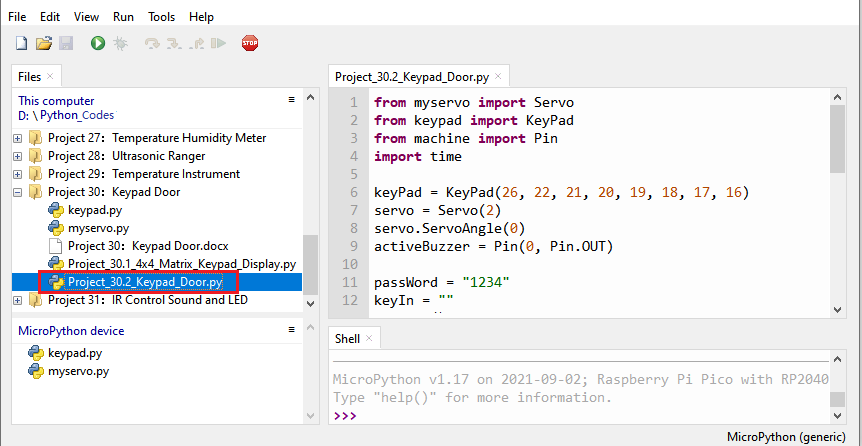 File Edit View Run Tools Help
STOP
Files ×
This computer
D: \ Python_Codes
Project 27：Temperature Humidity Meter
Project 28：Ultrasonic Ranger
Project 29：Temperature Instrument
Project 30：Keypad Door
keypad.py
myservo.py
Project 30：Keypad Door.docx
Project_30.1_4x4_Matrix_Keypad_Display.py
Project_30.2_Keypad_Door.py
Project 31：IR Control Sound and LED
MicroPython device
keypad.py
myservo.py
Project_30.2_Keypad_Door.py ×
1 from myservo import Servo
2 from keypad import KeyPad
3 from machine import Pin
4 import time
5
6 keyPad = KeyPad(26, 22, 21, 20, 19, 18, 17, 16)
7 servo = Servo(2)
8 servo.ServoAngle(0)
9 activeBuzzer = Pin(0, Pin.OUT)
10
11 passWord = "1234"
12 keyIn = ""
Shell ×
MicroPython v1.17 on 2021-09-02; Raspberry Pi Pico with RP2040
Type "help()" for more information.
>>>
MicroPython (generic)